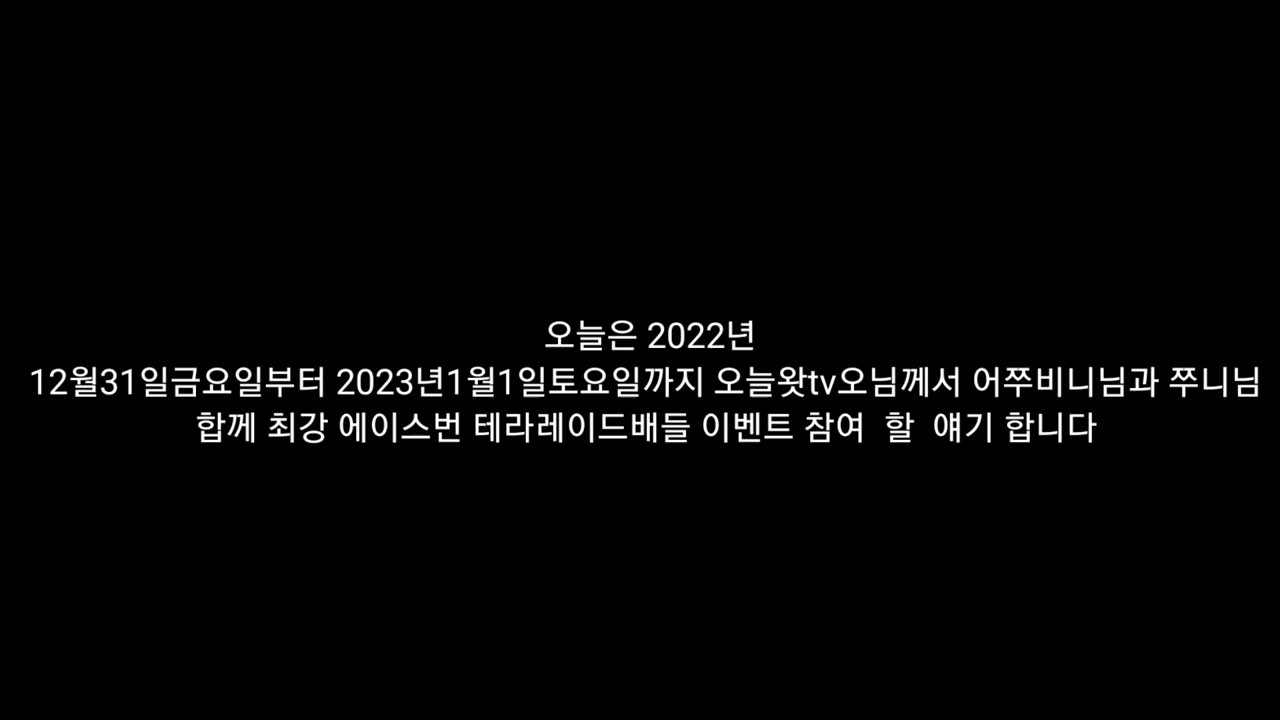 오늘은 2022년
12월31일금요일부터 2023년1월1일토요일까지 오늘왓tv오님께서 어쭈비니님과 쭈니님
합께 최강 에이스번 테라레이드배들 이벤트 참여 할 얘기 합니다